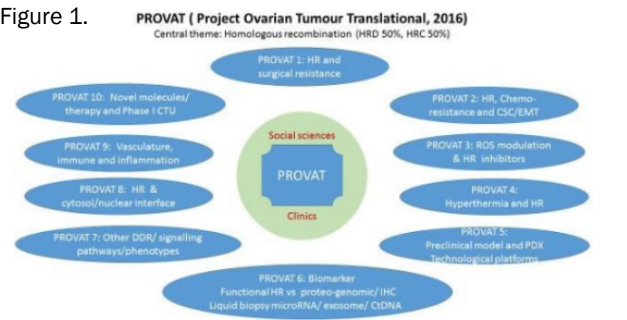 Figure 1.
PROVAT ( Project Ovarian Tumour Translational, 2016)
Central theme: Homologous recombination (HRD 50%, HRC 50%)
PROVAT 1: HR and
surgical resistance
PROVAT 2: HR, Chemo-
resistance and CSC/EMT
PROVAT 3: ROS modulation
& HR inhibitors
PROVAT 4:
Hyperthermia and HR
PROVAT 5:
Preclinical model and PDX
Technological platforms
PROVAT 6: Biomarker
Functional HR vs proteo-genomic/ IHC
Liquid biopsy microRNA/ exosome/ CtDNA
PROVAT 7: Other DDR/ signalling
pathways/phenotypes
PROVAT 8: HR &
cytosol/nuclear interface
PROVAT 9: Vasculature,
immune and inflammation
PROVAT 10: Novel molecules/
therapy and Phase I CTU
Social sciences
PROVAT
Clinics